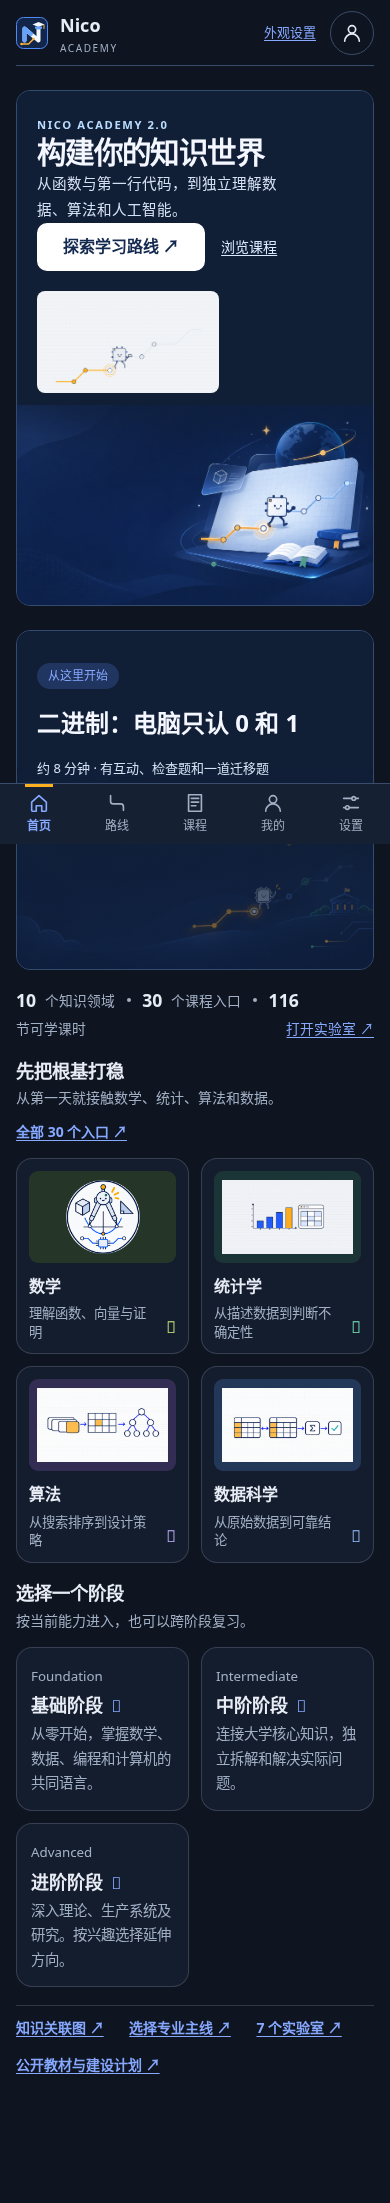 Nico
ACADEMY
外观设置
NICO ACADEMY 2.0
构建你的知识世界
从函数与第一行代码，到独立理解数
据、算法和人工智能。
探索学习路线 ↗
浏览课程
从这里开始
二进制：电脑只认 0 和 1
约 8 分钟 · 有互动、检查题和一道迁移题
首页
路线
课程
我的
设置
10 个知识领域 • 30 个课程入口 • 116
节可学课时
打开实验室 ↗
先把根基打稳
从第一天就接触数学、统计、算法和数据。
全部 30 个入口 ↗
数学
理解函数、向量与证
明
统计学
从描述数据到判断不
确定性
算法
从搜索排序到设计策
略
Σ
数据科学
从原始数据到可靠结
论
选择一个阶段
按当前能力进入，也可以跨阶段复习。
Foundation
基础阶段
从零开始，掌握数学、
数据、编程和计算机的
共同语言。
Intermediate
中阶阶段
连接大学核心知识，独
立拆解和解决实际问
题。
Advanced
进阶阶段
深入理论、生产系统及
研究。按兴趣选择延伸
方向。
知识关联图 ↗
选择专业主线 ↗
7 个实验室 ↗
公开教材与建设计划 ↗